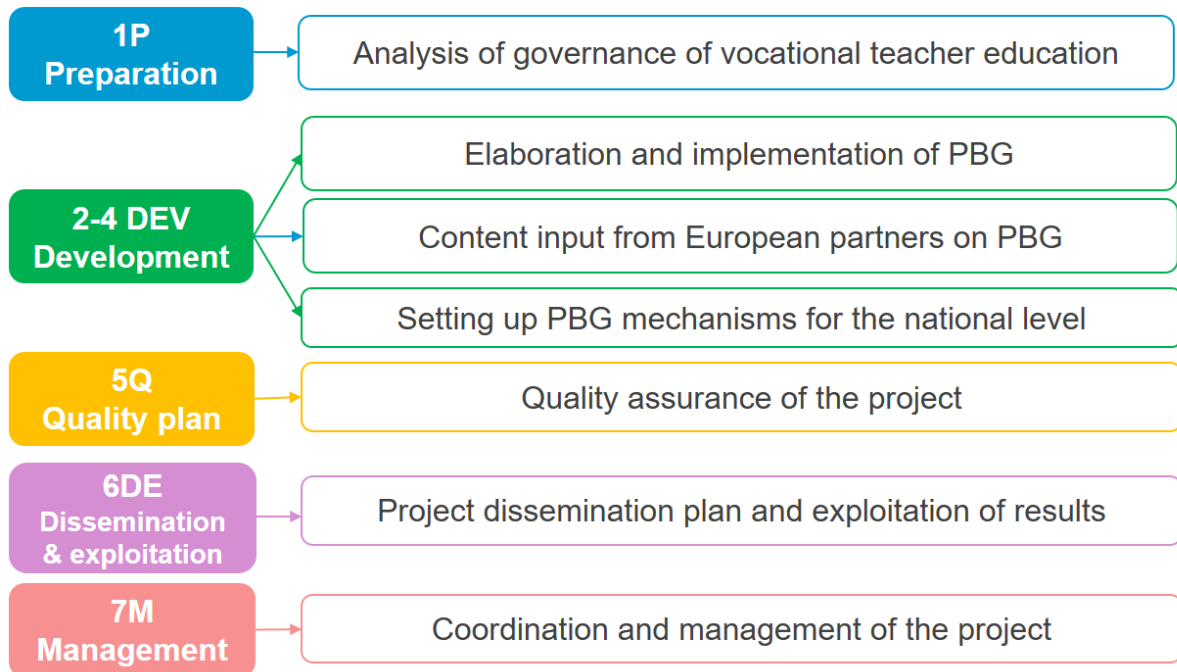 1P
Preparation
Analysis of governance of vocational teacher education
2-4 DEV
Development
Elaboration and implementation of PBG
Content input from European partners on PBG
Setting up PBG mechanisms for the national level
5Q
Quality plan
Quality assurance of the project
6DE
Dissemination
& exploitation
Project dissemination plan and exploitation of results
7M
Management
Coordination and management of the project